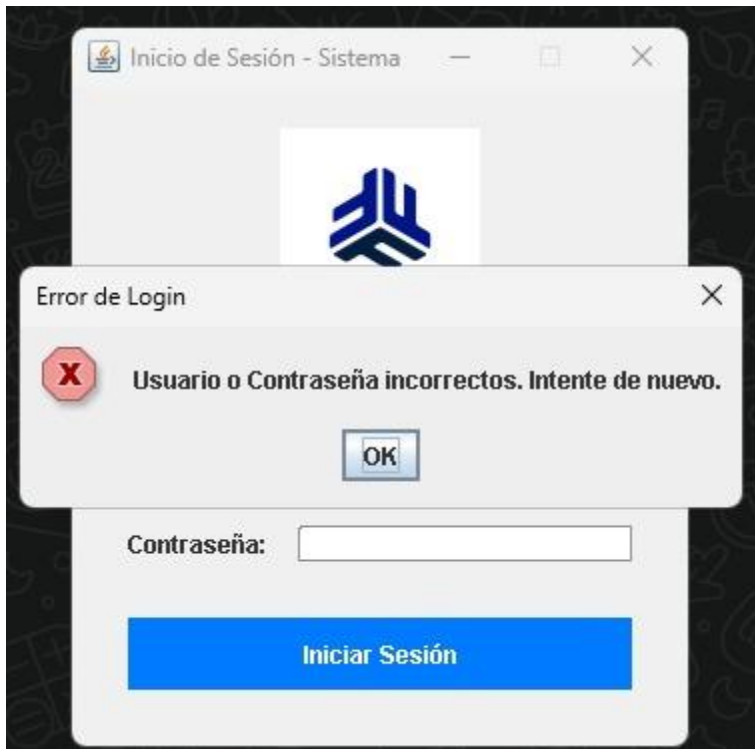 Inicio de Sesión - Sistema
Error de Login
X
Usuario o Contraseña incorrectos. Intente de nuevo.
OK
Contraseña:
Iniciar Sesión